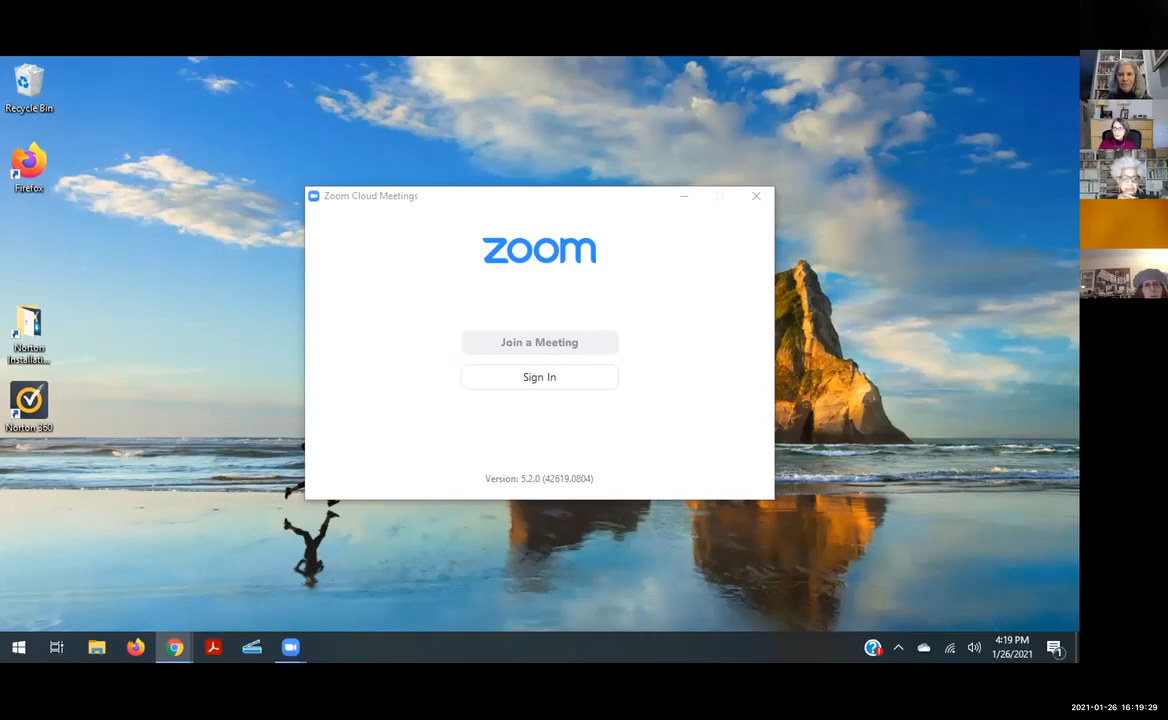 Recycle Bin
Firefox
Norton
Installati...
Norton 360
Zoom Cloud Meetings
zoom
Join a Meeting
Sign In
Version: 5.2.0 (42619.0804)
4:19 PM
1/26/2021
1
2021-01-26 16:19:29